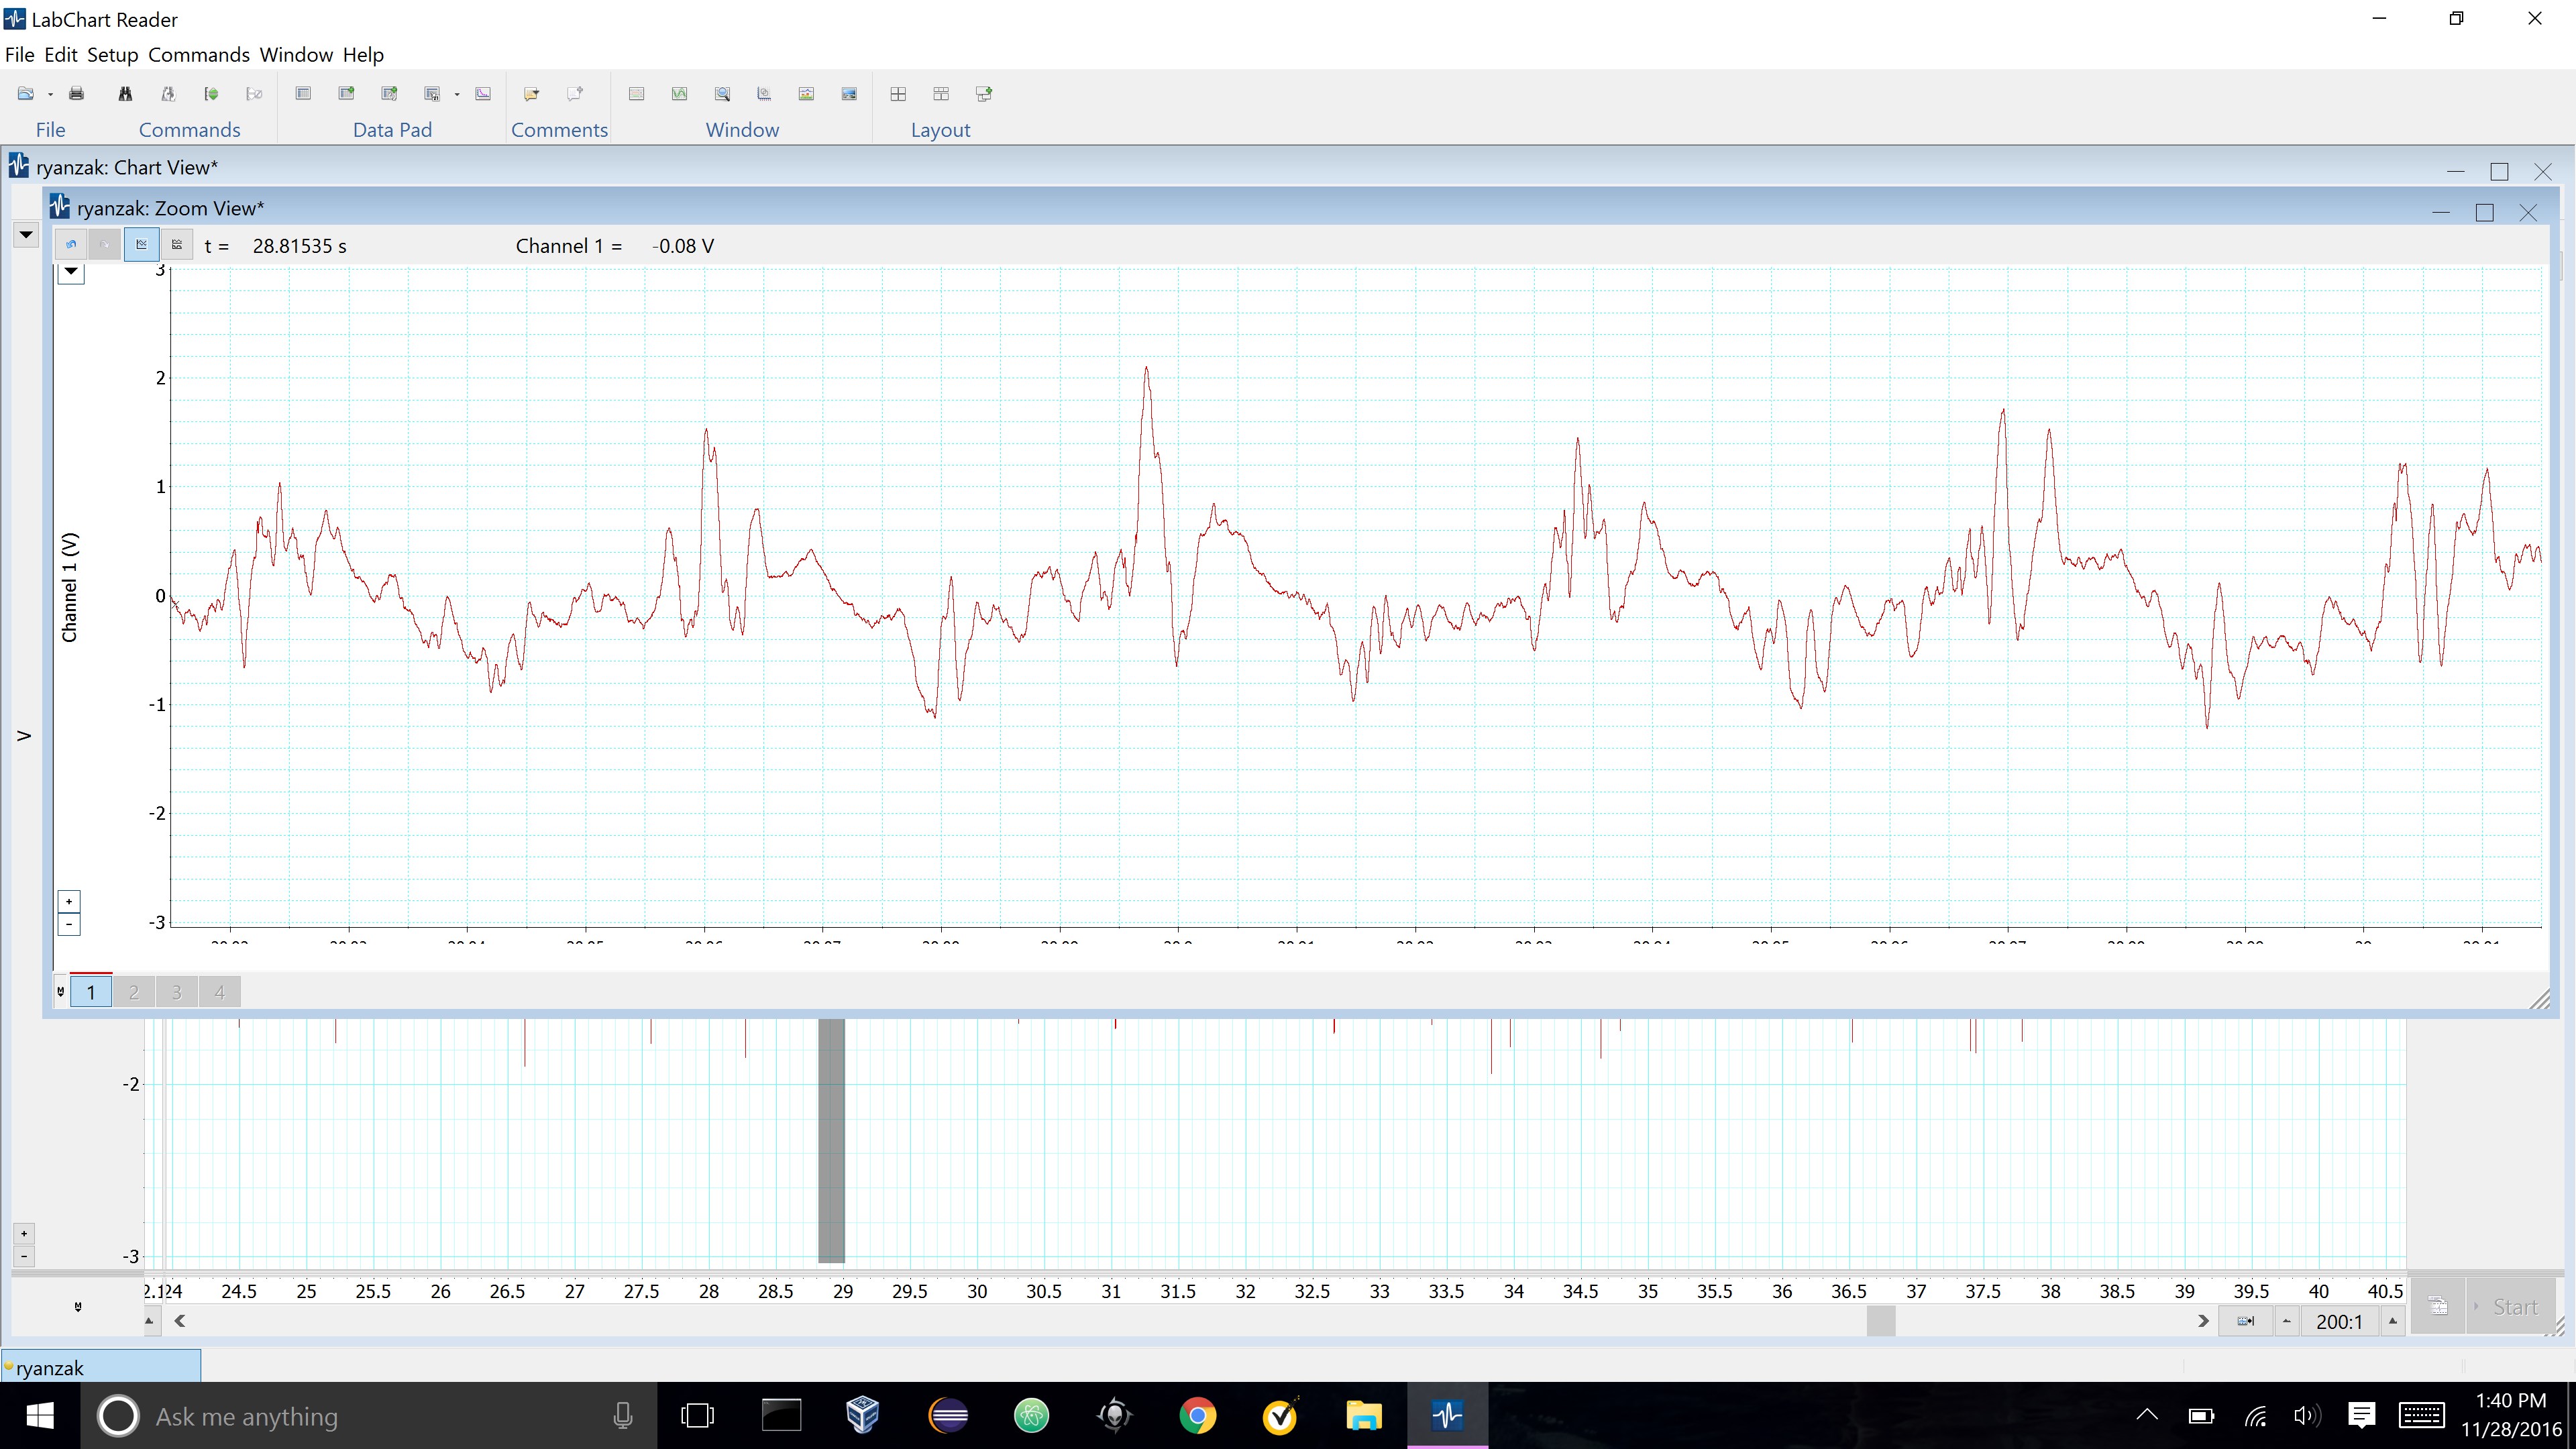 LabChart Reader
File Edit Setup Commands Window Help
File Commands Data Pad Comments Window Layout
ryanzak: Chart View*
ryanzak: Zoom View*
t = 28.81535 s Channel 1 = -0.08 V
3
2
1
0
-1
-2
-3
Channel 1 (V)
V
1 2 3 4
-2
-3
24.5 25 25.5 26 26.5 27 27.5 28 28.5 29 29.5 30 30.5 31 31.5 32 32.5 33 33.5 34 34.5 35 35.5 36 36.5 37 37.5 38 38.5 39 39.5 40 40.5
200:1 Start
ryanzak
Ask me anything
1:40 PM
11/28/2016